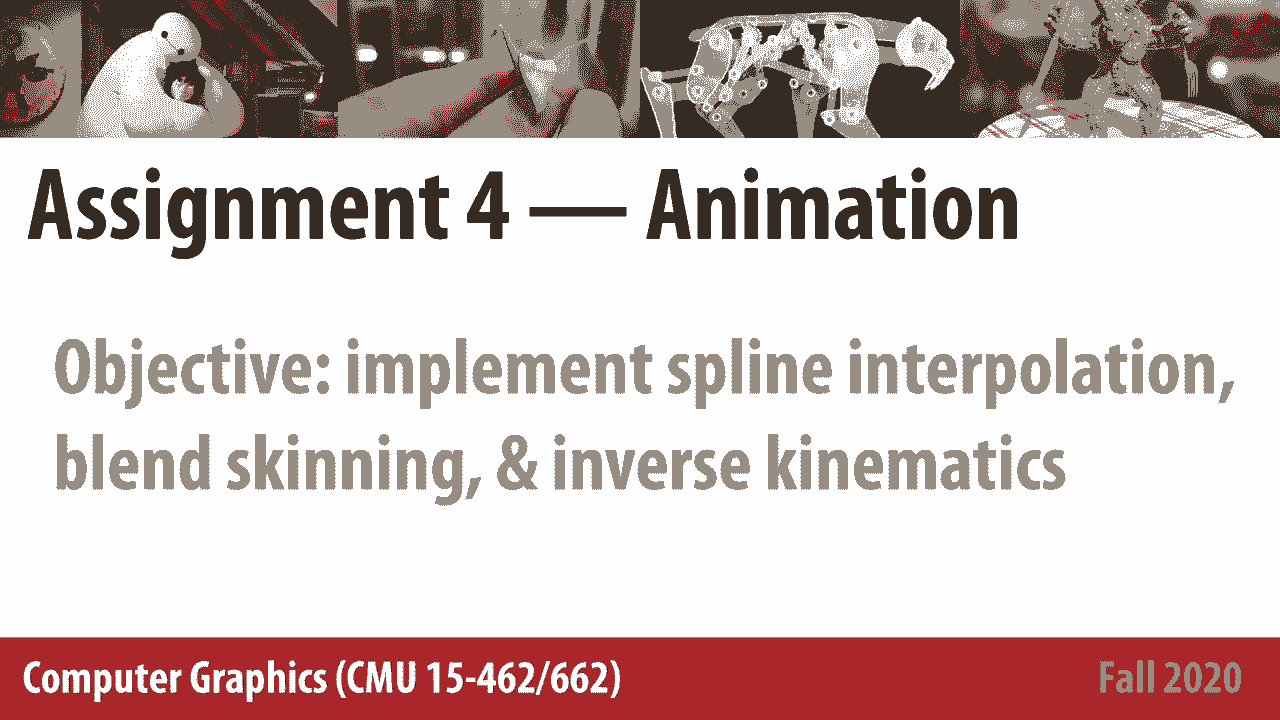 Assignment 4 — Animation
Objective: implement spline interpolation,
blend skinning, & inverse kinematics
Computer Graphics (CMU 15-462/662)
Fall 2020